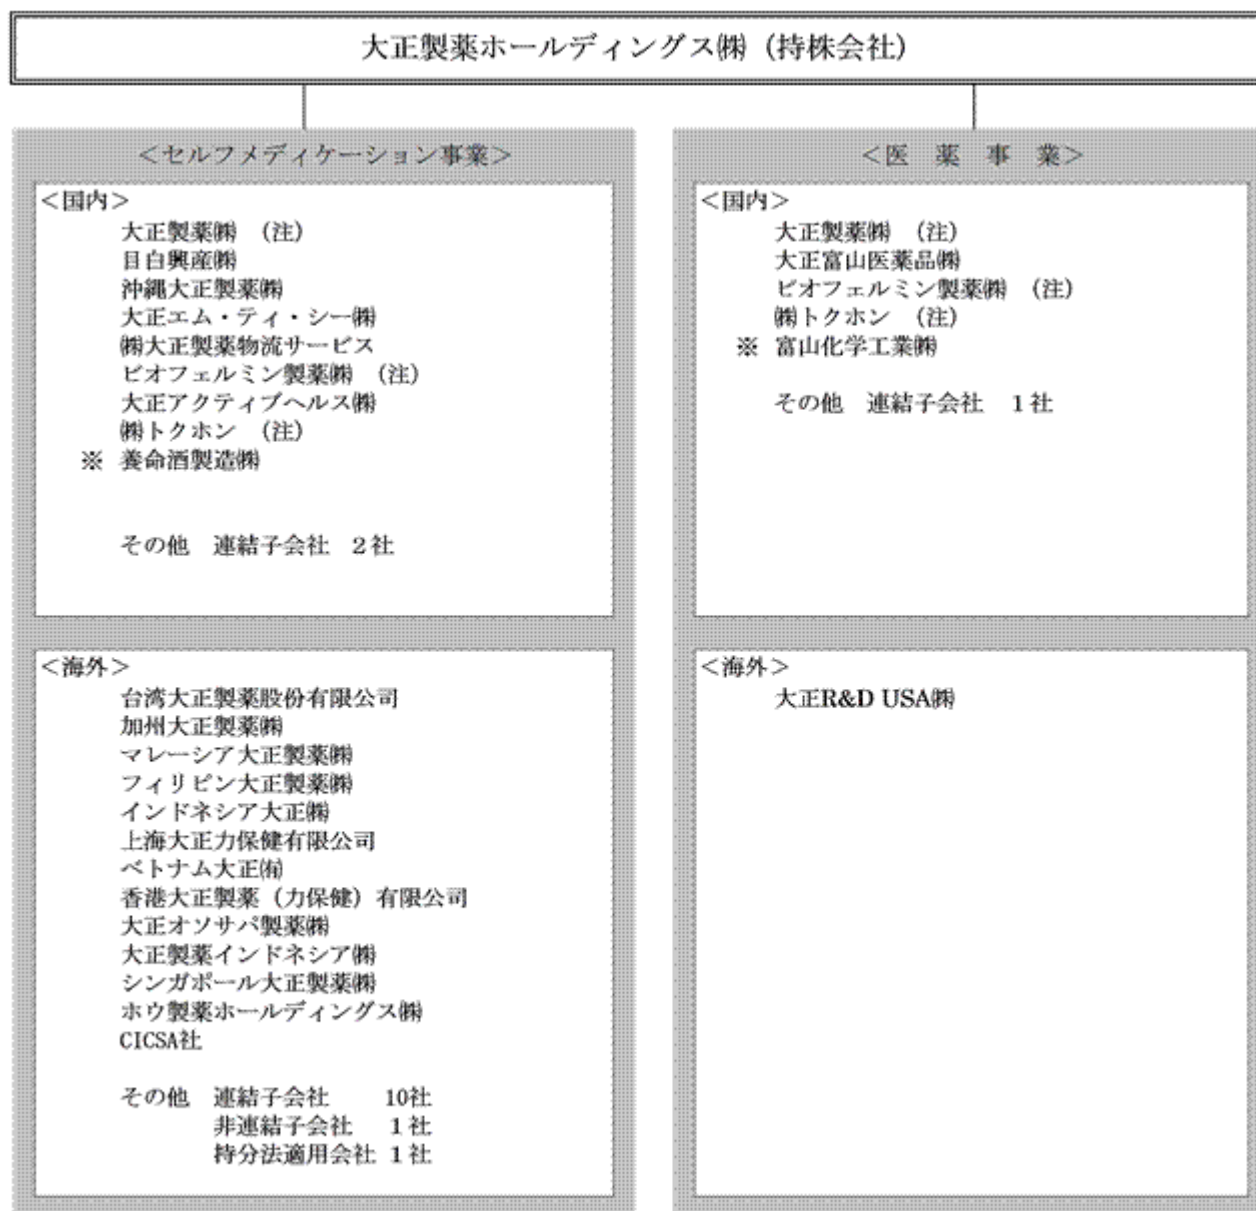 大正製薬ホールディングス㈱（持株会社）
＜セルフメディケーション事業＞
＜国内＞
大正製薬㈱　（注）
目白興産㈱
沖縄大正製薬㈱
大正エム・ティ・シー㈱
㈱大正製薬物流サービス
ビオフェルミン製薬㈱　（注）
大正アクティブヘルス㈱
㈱トクホン　（注）
※ 養命酒製造㈱
その他　連結子会社　２社
＜海外＞
台湾大正製薬股份有限公司
加州大正製薬㈱
マレーシア大正製薬㈱
フィリピン大正製薬㈱
インドネシア大正㈱
上海大正力保健有限公司
ベトナム大正㈲
香港大正製薬（力保健）有限公司
大正オソサパ製薬㈱
大正製薬インドネシア㈱
シンガポール大正製薬㈱
ホウ製薬ホールディングス㈱
CICSA社
その他　連結子会社　10社
非連結子会社　１社
持分法適用会社 １社
＜医　薬　事　業＞
＜国内＞
大正製薬㈱　（注）
大正富山医薬品㈱
ビオフェルミン製薬㈱　（注）
㈱トクホン　（注）
※ 富山化学工業㈱
その他　連結子会社　１社
＜海外＞
大正R&D USA㈱